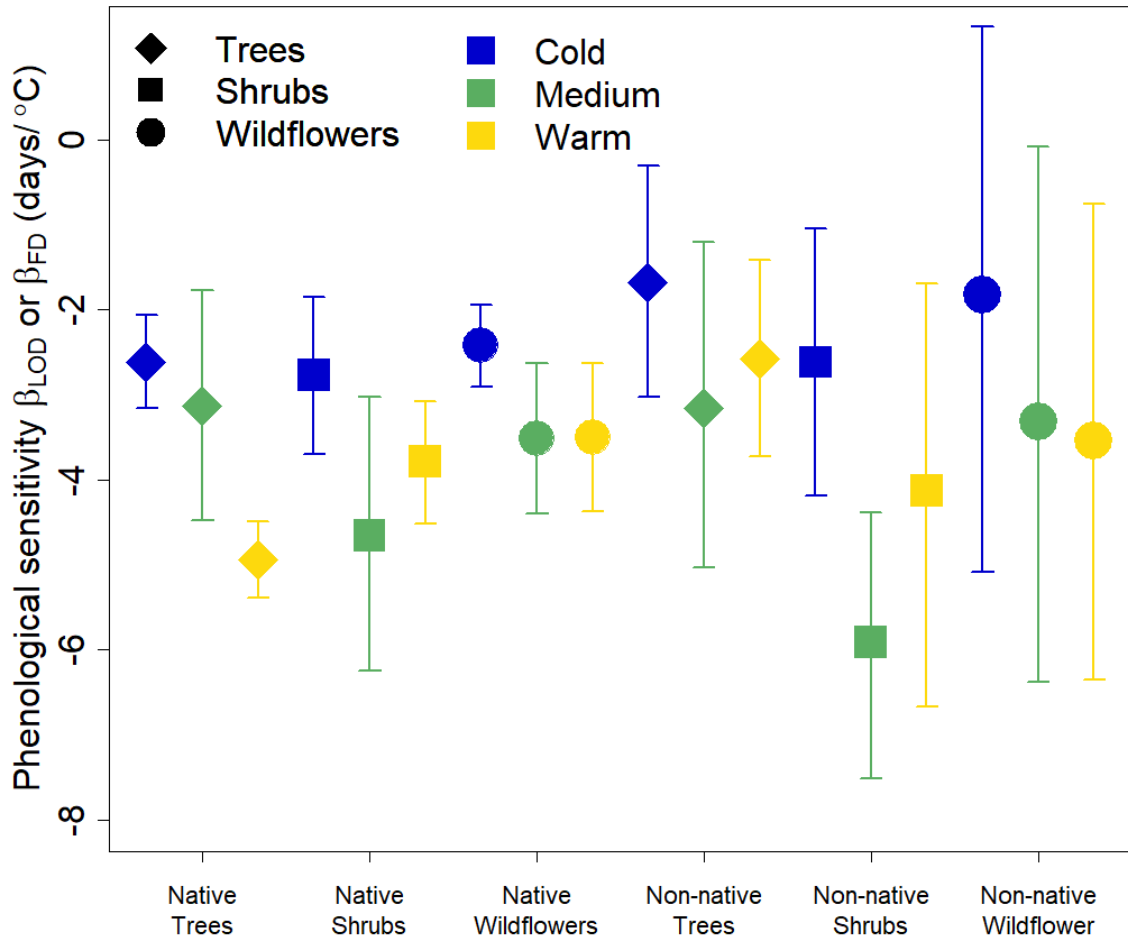 Trees
Shrubs
Wildflowers
Cold
Medium
Warm
Phenological sensitivity βLOD or βFD (days/ °C)
0
-2
-4
-6
-8
Native
Trees
Native
Shrubs
Native
Wildflowers
Non-native
Trees
Non-native
Shrubs
Non-native
Wildflower